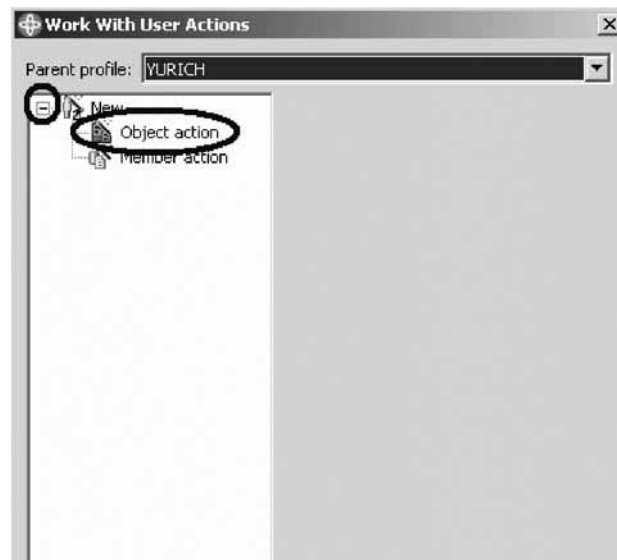 Work With User Actions
Parent profile: YURICH
New
Object action
Member action